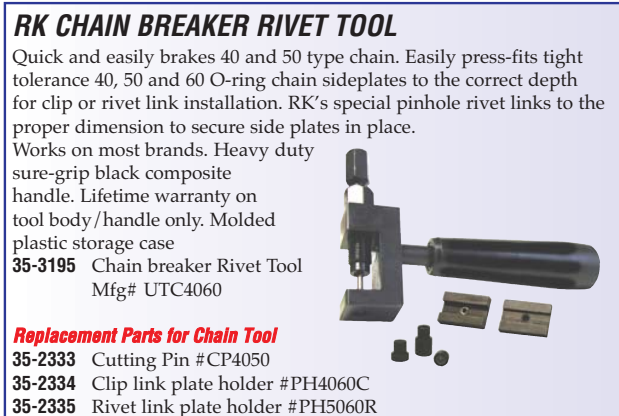 RK CHAIN BREAKER RIVET TOOL
Quick and easily brakes 40 and 50 type chain. Easily press-fits tight
tolerance 40, 50 and 60 O-ring chain sideplates to the correct depth
for clip or rivet link installation. RK's special pinhole rivet links to the
proper dimension to secure side plates in place.
Works on most brands. Heavy duty
sure-grip black composite
handle. Lifetime warranty on
tool body/handle only. Molded
plastic storage case
35-3195 Chain breaker Rivet Tool
Mfg# UTC4060
Replacement Parts for Chain Tool
35-2333 Cutting Pin #CP4050
35-2334 Clip link plate holder #PH4060C
35-2335 Rivet link plate holder #PH5060R